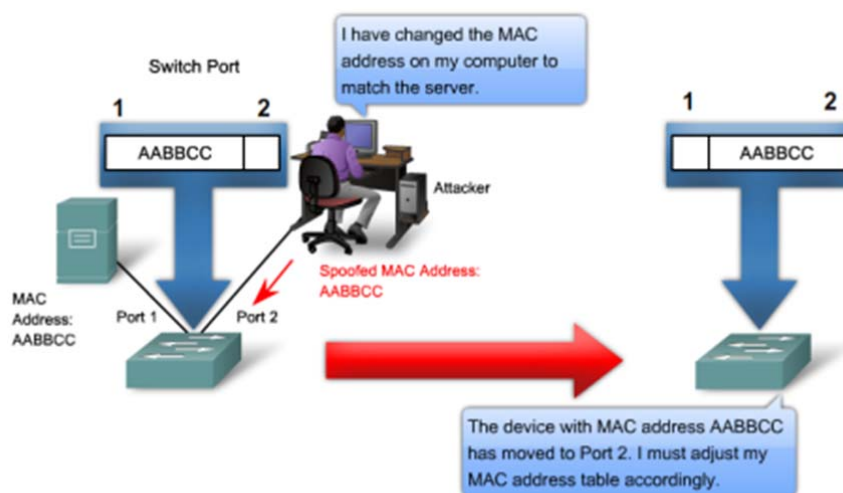 I have changed the MAC
address on my computer to
match the server.
Switch Port
1
2
AABBCC
Attacker
Spoofed MAC Address:
AABBCC
MAC
Address:
AABBCC
Port 1
Port 2
1
2
AABBCC
The device with MAC address AABBCC
has moved to Port 2. I must adjust my
MAC address table accordingly.